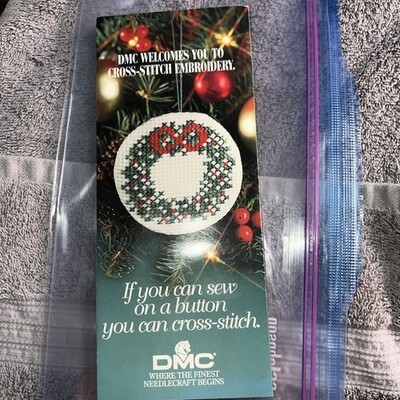 DMC WELCOMES YOU TO
CROSS-STITCH EMBROIDERY.
If you can sew
on a button
you can cross-stitch.
DMC
WHERE THE FINEST
NEEDLECRAFT BEGINS